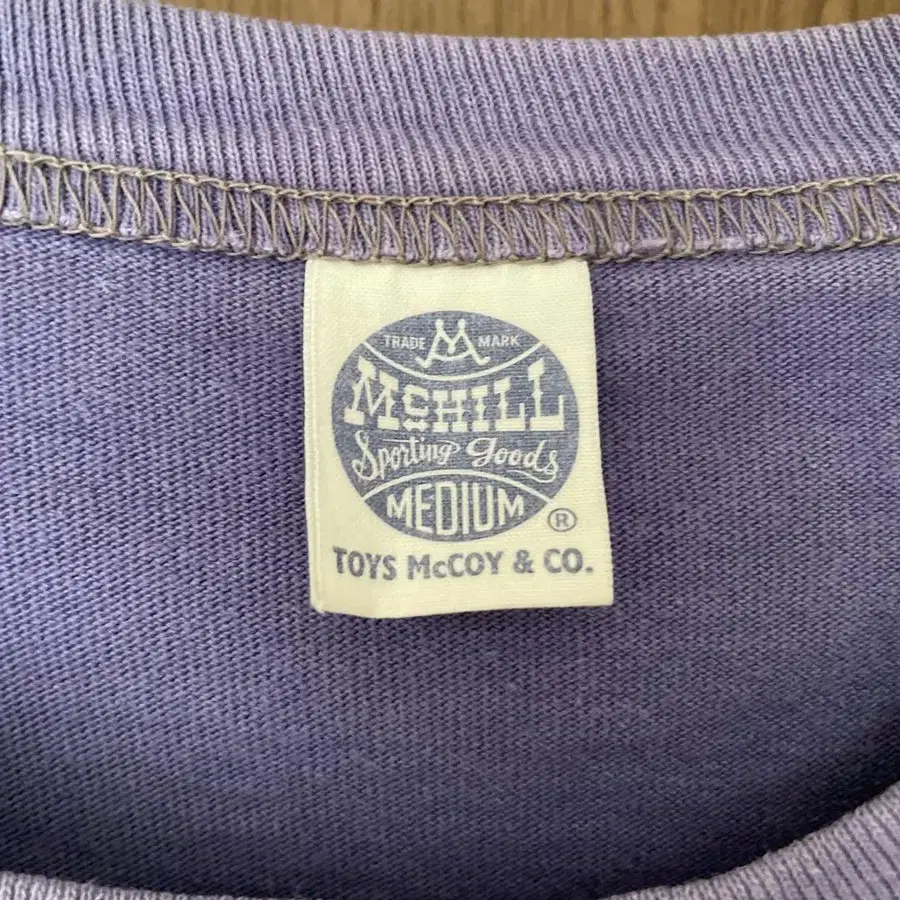 TRADE MARK
McHILL
Sporting Goods
MEDIUM
®
TOYS McCOY & CO.